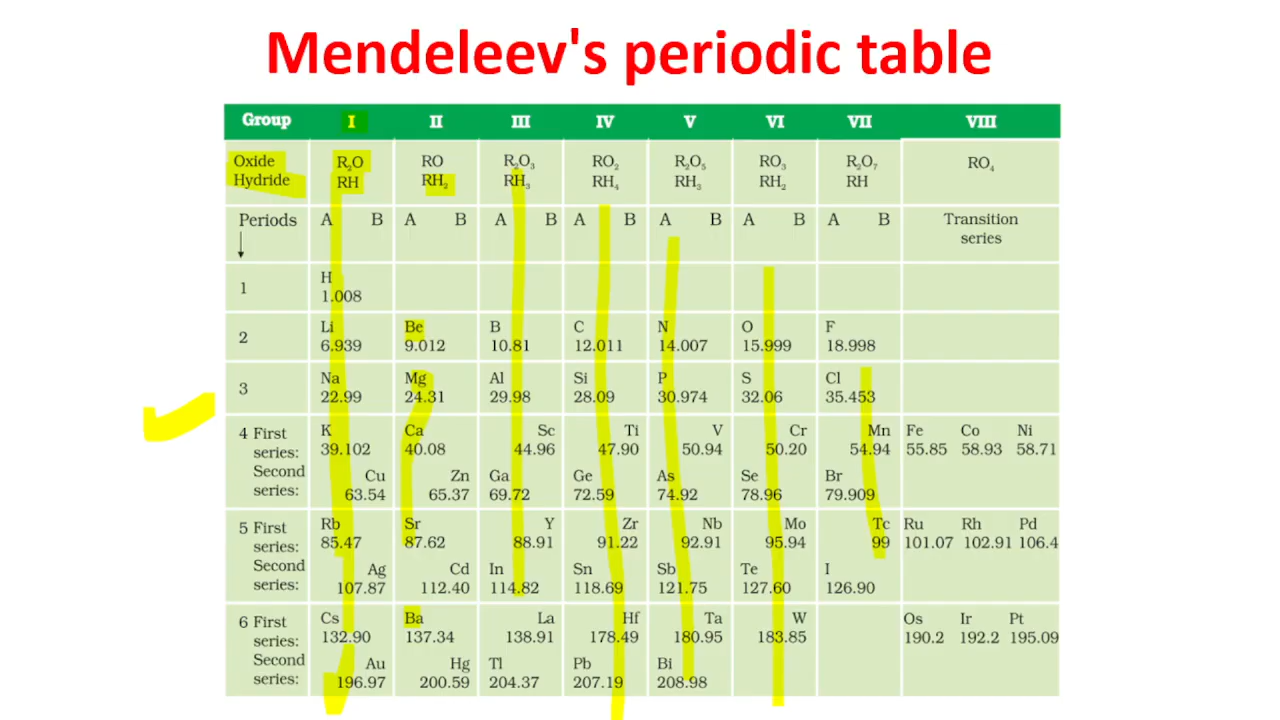 Mendeleev's periodic table
Group I II III IV V VI VII VIII
Oxide R₂O RO R₂O₃ RO₂ R₂O₅ RO₃ R₂O₇ RO₄
Hydride RH RH₂ RH₃ RH₄ RH₃ RH₂ RH
Periods A B A B A B A B A B A B A B Transition
↓ series
1 H
1.008
2 Li Be B C N O F
6.939 9.012 10.81 12.011 14.007 15.999 18.998
3 Na Mg Al Si P S Cl
22.99 24.31 29.98 28.09 30.974 32.06 35.453
4 First K Ca Sc Ti V Cr Mn Fe Co Ni
series: 39.102 40.08 44.96 47.90 50.94 50.20 54.94 55.85 58.93 58.71
Second Cu Zn Ga Ge As Se Br
series: 63.54 65.37 69.72 72.59 74.92 78.96 79.909
5 First Rb Sr Y Zr Nb Mo Tc Ru Rh Pd
series: 85.47 87.62 88.91 91.22 92.91 95.94 99 101.07 102.91 106.4
Second Ag Cd In Sn Sb Te I
series: 107.87 112.40 114.82 118.69 121.75 127.60 126.90
6 First Cs Ba La Hf Ta W Os Ir Pt
series: 132.90 137.34 138.91 178.49 180.95 183.85 190.2 192.2 195.09
Second Au Hg Tl Pb Bi
series: 196.97 200.59 204.37 207.19 208.98